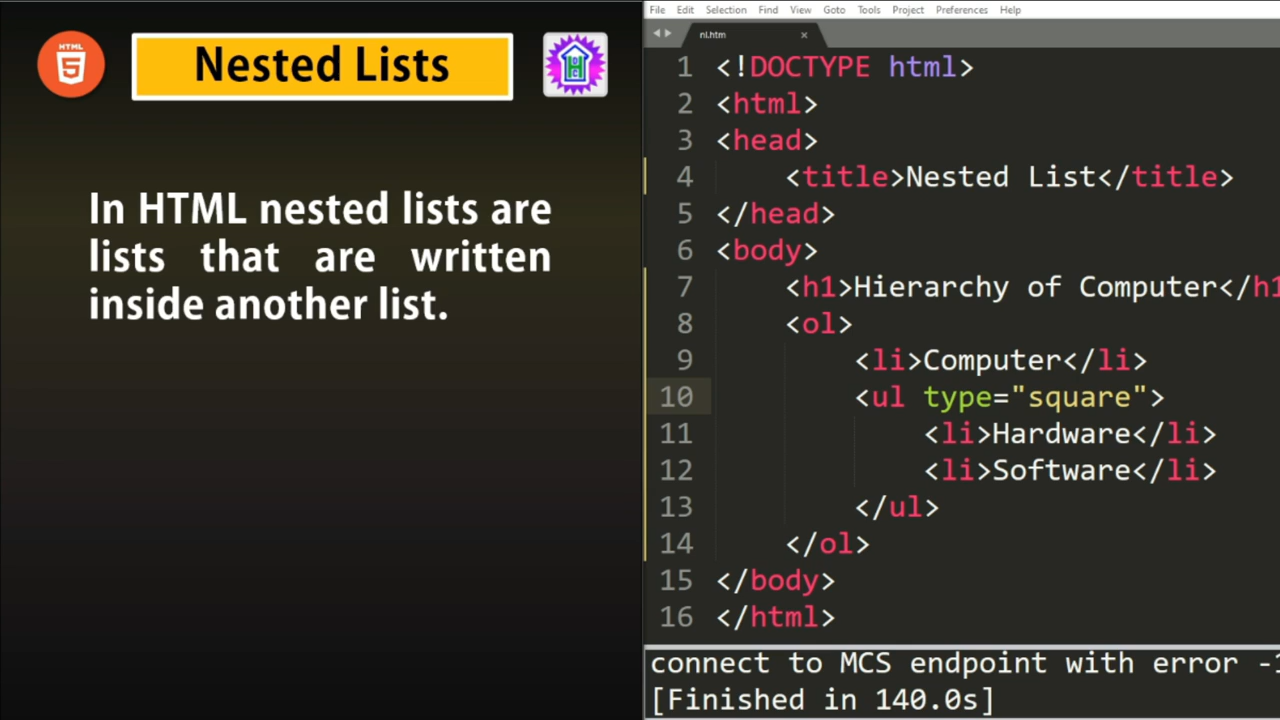 HTML
5
Nested Lists
In HTML nested lists are
lists that are written
inside another list.
File Edit Selection Find View Goto Tools Project Preferences Help
nl.htm ×
1 <!DOCTYPE html>
2 <html>
3 <head>
4 <title>Nested List</title>
5 </head>
6 <body>
7 <h1>Hierarchy of Computer</h1
8 <ol>
9 <li>Computer</li>
10 <ul type="square">
11 <li>Hardware</li>
12 <li>Software</li>
13 </ul>
14 </ol>
15 </body>
16 </html>
connect to MCS endpoint with error -1
[Finished in 140.0s]